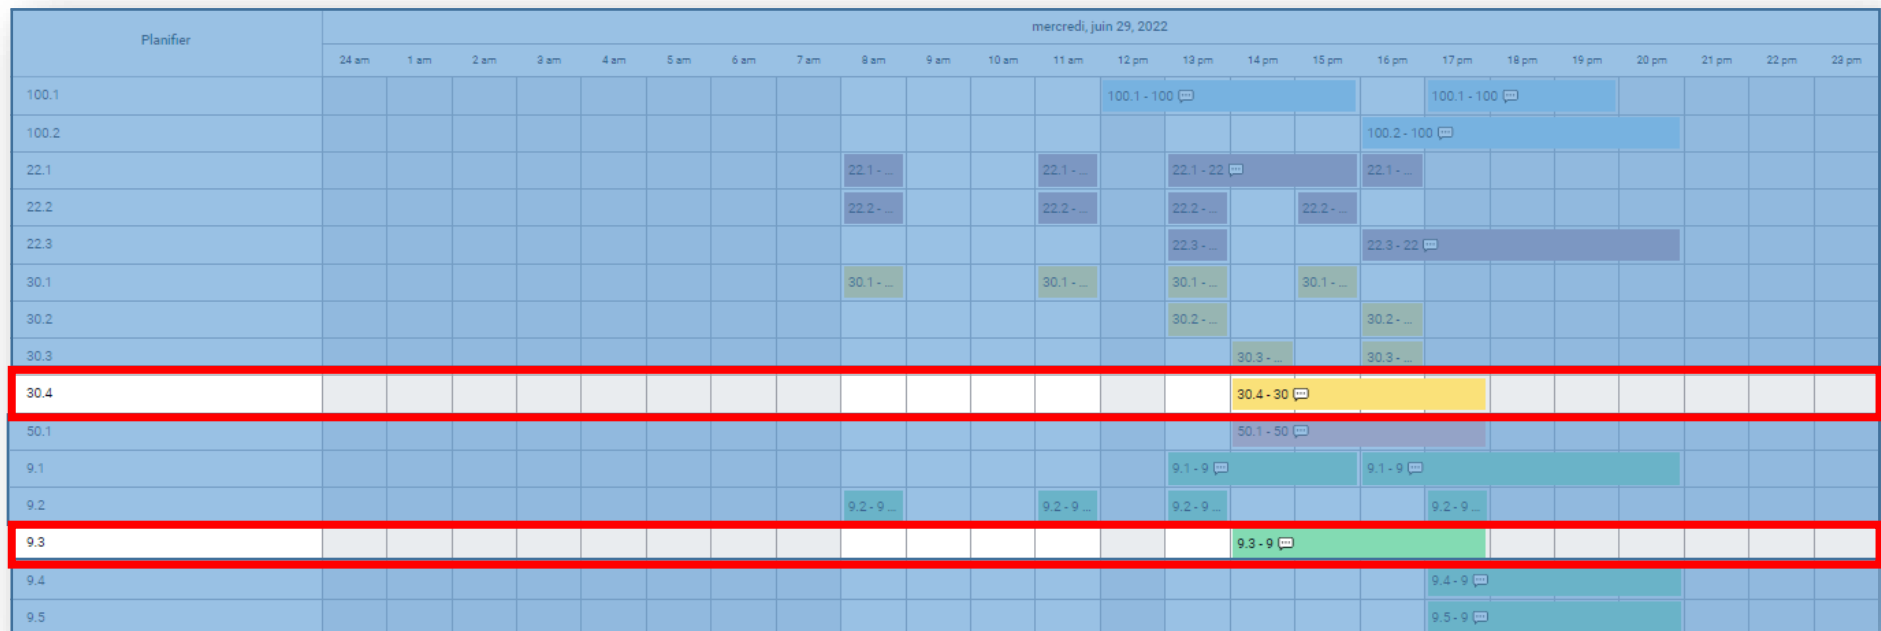 Planifier
mercredi, juin 29, 2022
24 am 1 am 2 am 3 am 4 am 5 am 6 am 7 am 8 am 9 am 10 am 11 am 12 pm 13 pm 14 pm 15 pm 16 pm 17 pm 18 pm 19 pm 20 pm 21 pm 22 pm 23 pm
100.1 100.1 - 100 100.1 - 100
100.2 100.2 - 100
22.1 22.1 - ... 22.1 - ... 22.1 - 22 22.1 - ...
22.2 22.2 - ... 22.2 - ... 22.2 - ... 22.2 - ...
22.3 22.3 - ... 22.3 - 22
30.1 30.1 - ... 30.1 - ... 30.1 - ... 30.1 - ...
30.2 30.2 - ... 30.2 - ...
30.3 30.3 - ... 30.3 - ...
30.4 30.4 - 30
50.1 50.1 - 50
9.1 9.1 - 9 9.1 - 9
9.2 9.2 - 9 ... 9.2 - 9 ... 9.2 - 9 ... 9.2 - 9 ...
9.3 9.3 - 9
9.4 9.4 - 9
9.5 9.5 - 9